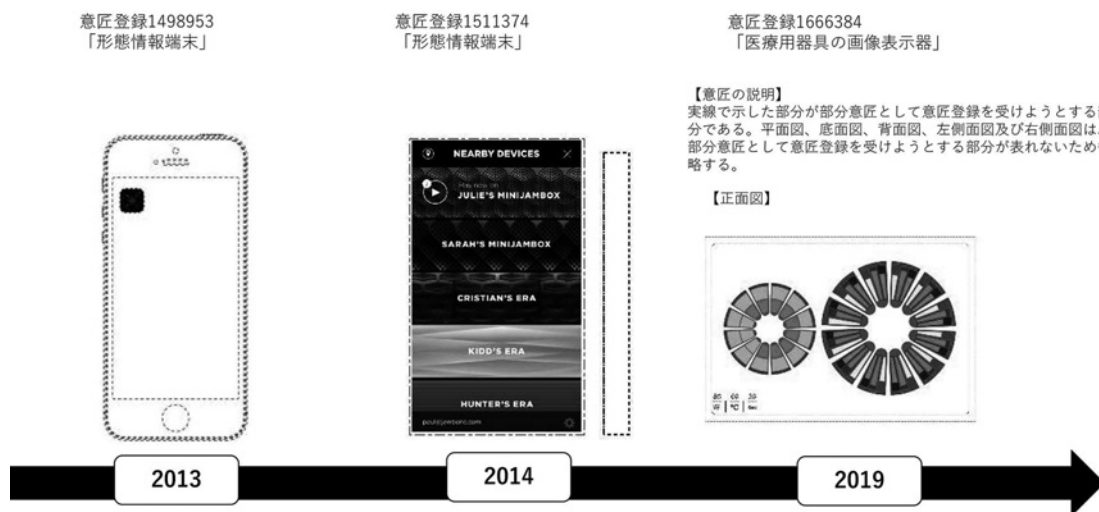 意匠登録1498953
「形態情報端末」
意匠登録1511374
「形態情報端末」
意匠登録1666384
「医療用器具の画像表示器」
【意匠の説明】
実線で示した部分が部分意匠として意匠登録を受けようとする
分である。平面図、底面図、背面図、左側面図及び右側面図は、
部分意匠として意匠登録を受けようとする部分が表れないため
略する。
【正面図】
NEARBY DEVICES
JULIE'S MINIJAMBOX
SARAH'S MINIJAMBOX
CRISTIAN'S ERA
KIDD'S ERA
HUNTER'S ERA
2013
2014
2019